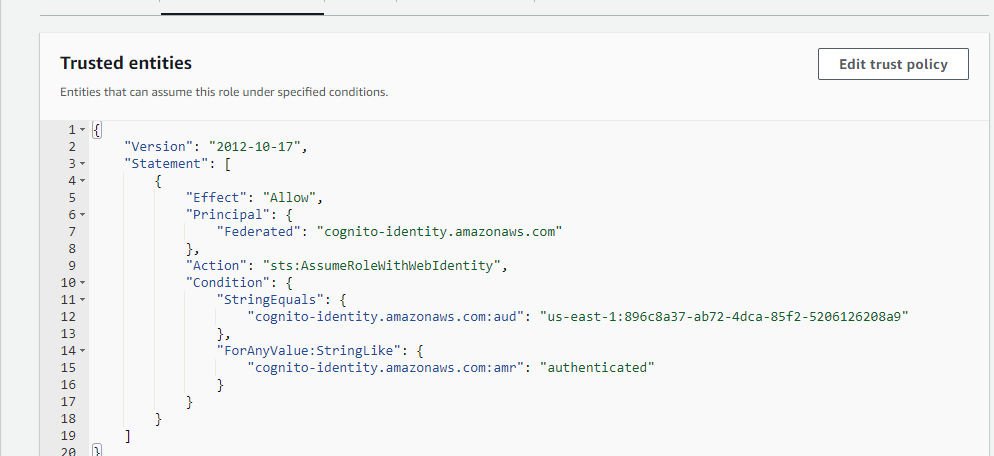 Trusted entities
Edit trust policy
Entities that can assume this role under specified conditions.
1 {
2 "Version": "2012-10-17",
3 "Statement": [
4 {
5 "Effect": "Allow",
6 "Principal": {
7 "Federated": "cognito-identity.amazonaws.com"
8 },
9 "Action": "sts:AssumeRoleWithWebIdentity",
10 "Condition": {
11 "StringEquals": {
12 "cognito-identity.amazonaws.com:aud": "us-east-1:896c8a37-ab72-4dca-85f2-5206126208a9"
13 },
14 "ForAnyValue:StringLike": {
15 "cognito-identity.amazonaws.com:amr": "authenticated"
16 }
17 }
18 }
19 ]
20 }